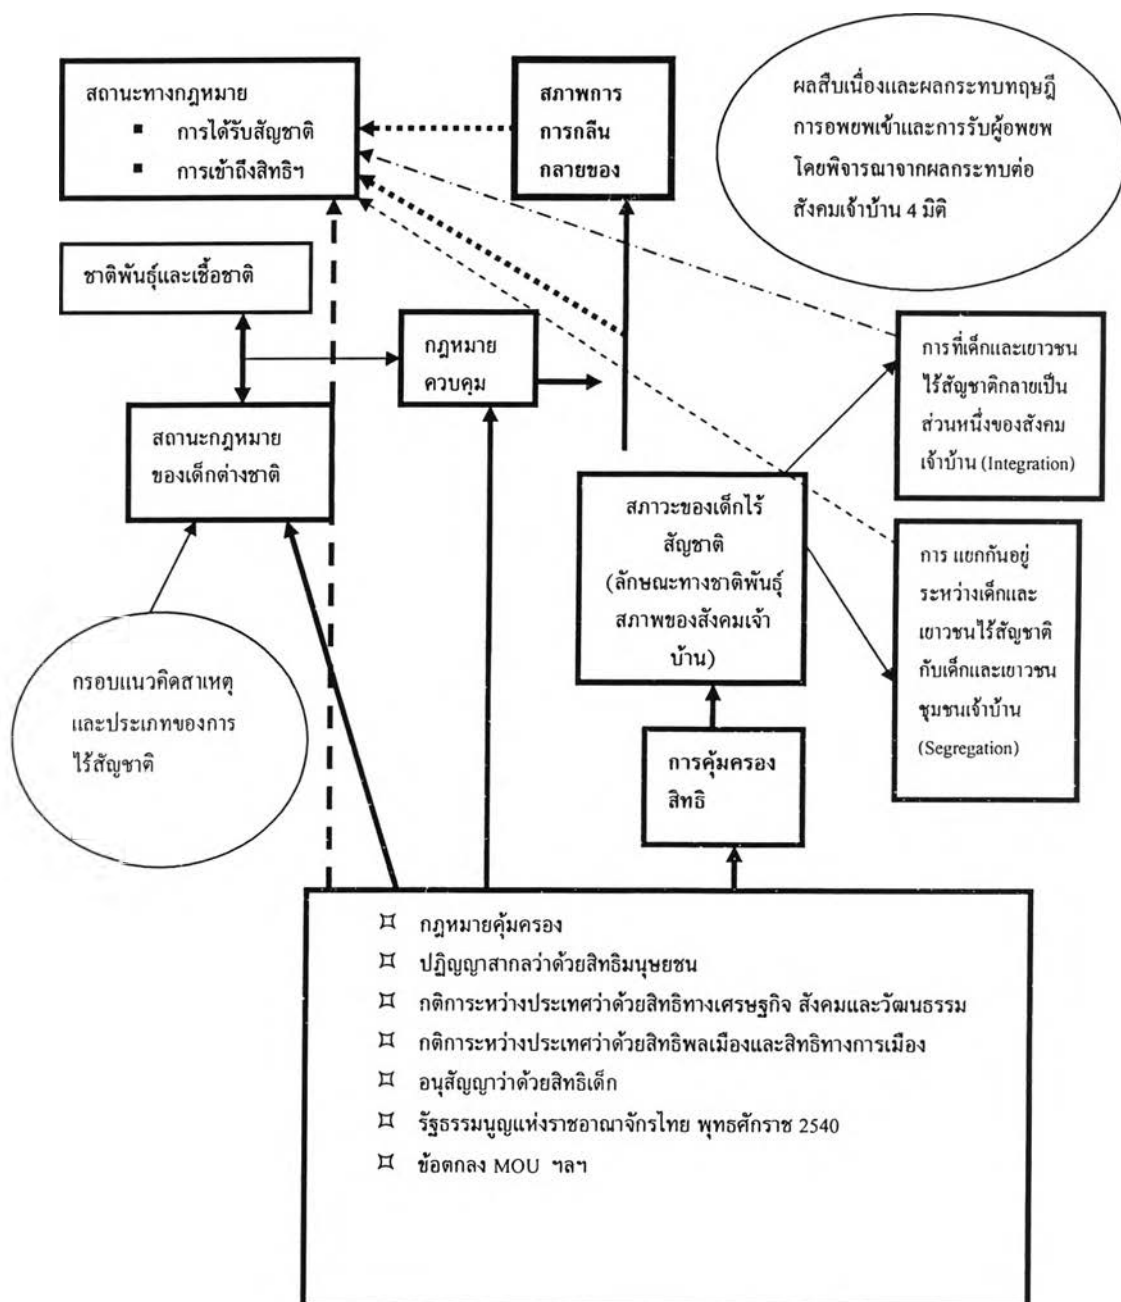 สถานะทางกฎหมาย
▪ การได้รับสัญชาติ
▪ การเข้าถึงสิทธิฯ
สภาพการ
การกลืน
กลายของ
ผลสืบเนื่องและผลกระทบทฤษฎี
การอพยพเข้าและการรับผู้อพยพ
โดยพิจารณาจากผลกระทบต่อ
สังคมเจ้าบ้าน 4 มิติ
ชาติพันธุ์และเชื้อชาติ
กฎหมาย
ควบคุม
การที่เด็กและเยาวชน
ไร้สัญชาติกลายเป็น
ส่วนหนึ่งของสังคม
เจ้าบ้าน (Integration)
สถานะกฎหมาย
ของเด็กต่างชาติ
สภาวะของเด็กไร้
สัญชาติ
(ลักษณะทางชาติพันธุ์
สภาพของสังคมเจ้า
บ้าน)
การ แยกกันอยู่
ระหว่างเด็กและ
เยาวชนไร้สัญชาติ
กับเด็กและเยาวชน
ชุมชนเจ้าบ้าน
(Segregation)
กรอบแนวคิดสาเหตุ
และประเภทของการ
ไร้สัญชาติ
การคุ้มครอง
สิทธิ
¤ กฎหมายคุ้มครอง
¤ ปฏิญญาสากลว่าด้วยสิทธิมนุษยชน
¤ กติการะหว่างประเทศว่าด้วยสิทธิทางเศรษฐกิจ สังคมและวัฒนธรรม
¤ กติการะหว่างประเทศว่าด้วยสิทธิพลเมืองและสิทธิทางการเมือง
¤ อนุสัญญาว่าด้วยสิทธิเด็ก
¤ รัฐธรรมนูญแห่งราชอาณาจักรไทย พุทธศักราช 2540
¤ ข้อตกลง MOU ฯลฯ